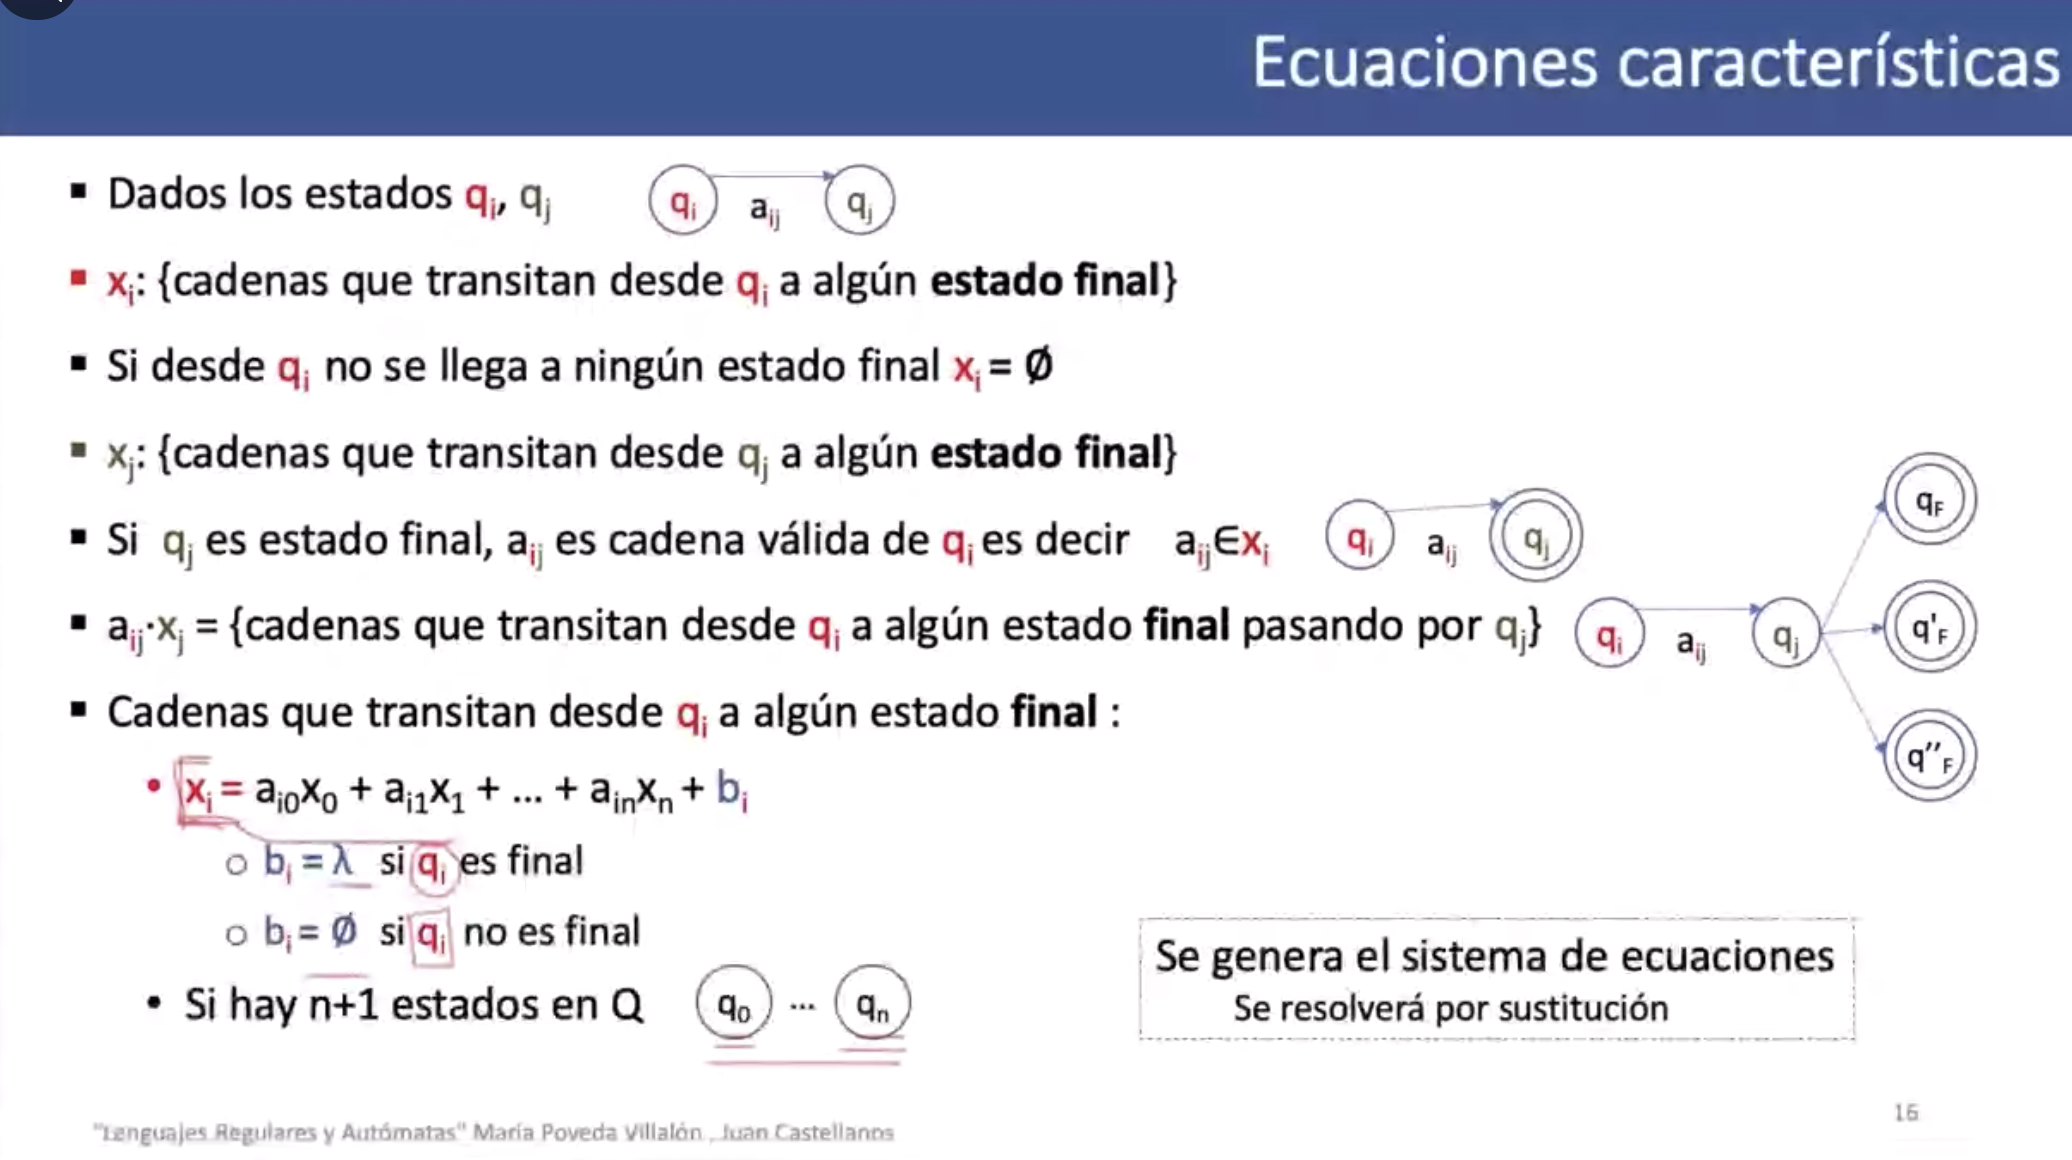 Ecuaciones características
▪ Dados los estados qᵢ, qⱼ
qᵢ aᵢⱼ qⱼ
▪ xᵢ: {cadenas que transitan desde qᵢ a algún estado final}
▪ Si desde qᵢ no se llega a ningún estado final xᵢ = Ø
▪ xⱼ: {cadenas que transitan desde qⱼ a algún estado final}
▪ Si qⱼ es estado final, aᵢⱼ es cadena válida de qᵢ es decir aᵢⱼ∈xᵢ
qᵢ aᵢⱼ qⱼ
▪ aᵢⱼ·xⱼ = {cadenas que transitan desde qᵢ a algún estado final pasando por qⱼ}
qᵢ aᵢⱼ qⱼ
qF
q'F
q''F
▪ Cadenas que transitan desde qᵢ a algún estado final :
• xᵢ = aᵢ₀x₀ + aᵢ₁x₁ + ... + aᵢₙxₙ + bᵢ
o bᵢ = λ si qᵢ es final
o bᵢ = Ø si qᵢ no es final
• Si hay n+1 estados en Q
q₀ ... qₙ
Se genera el sistema de ecuaciones
Se resolverá por sustitución
"Lenguajes Regulares y Autómatas" María Poveda Villalón , Juan Castellanos
16